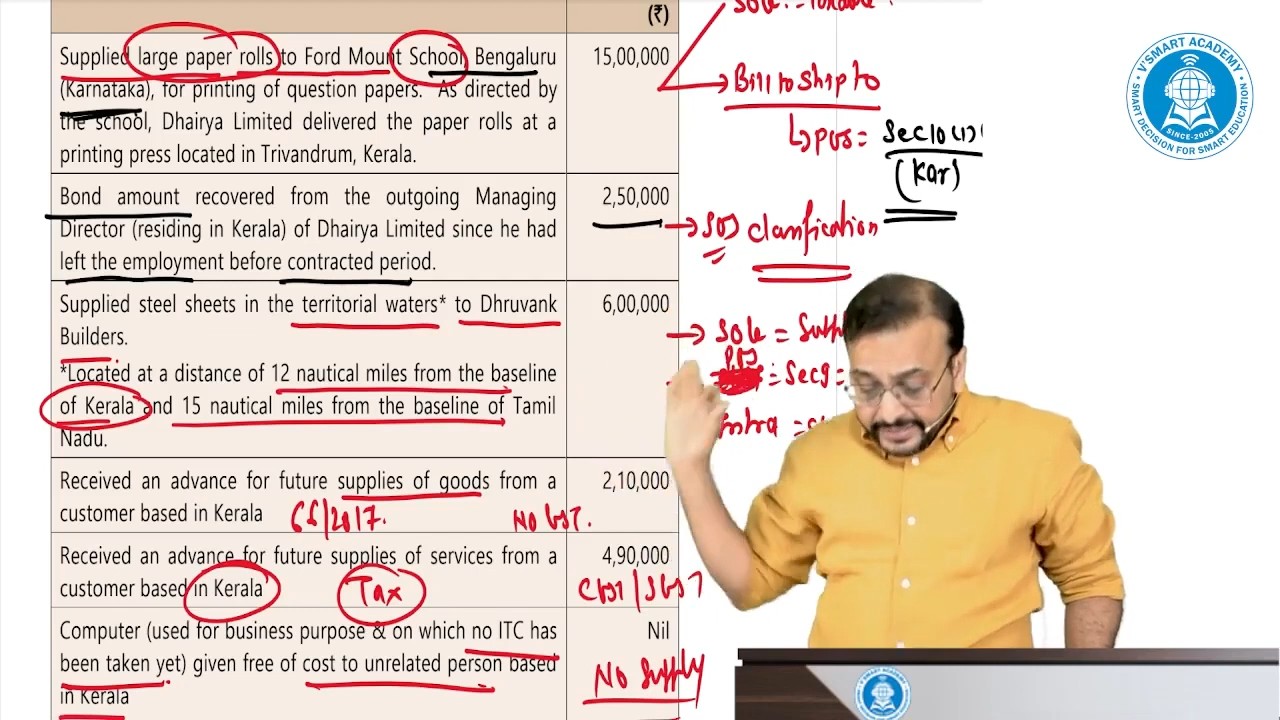 (₹)
Supplied large paper rolls to Ford Mount School, Bengaluru
(Karnataka), for printing of question papers. As directed by
the school, Dhairya Limited delivered the paper rolls at a
printing press located in Trivandrum, Kerala.
15,00,000
Bond amount recovered from the outgoing Managing
Director (residing in Kerala) of Dhairya Limited since he had
left the employment before contracted period.
2,50,000
Supplied steel sheets in the territorial waters* to Dhruvank
Builders.
*Located at a distance of 12 nautical miles from the baseline
of Kerala and 15 nautical miles from the baseline of Tamil
Nadu.
6,00,000
Received an advance for future supplies of goods from a
customer based in Kerala
66/2017.
No GST.
2,10,000
Received an advance for future supplies of services from a
customer based in Kerala
Tax
4,90,000
CGST/SGST
Computer (used for business purpose & on which no ITC has
been taken yet) given free of cost to unrelated person based
in Kerala
Nil
No Supply
Bill to Ship to
POS = Sec 10(1)
(Kar)
clarification
= Sec 9 =
V'SMART ACADEMY
SINCE-2005
SMART DECISION FOR SMART EDUCATION